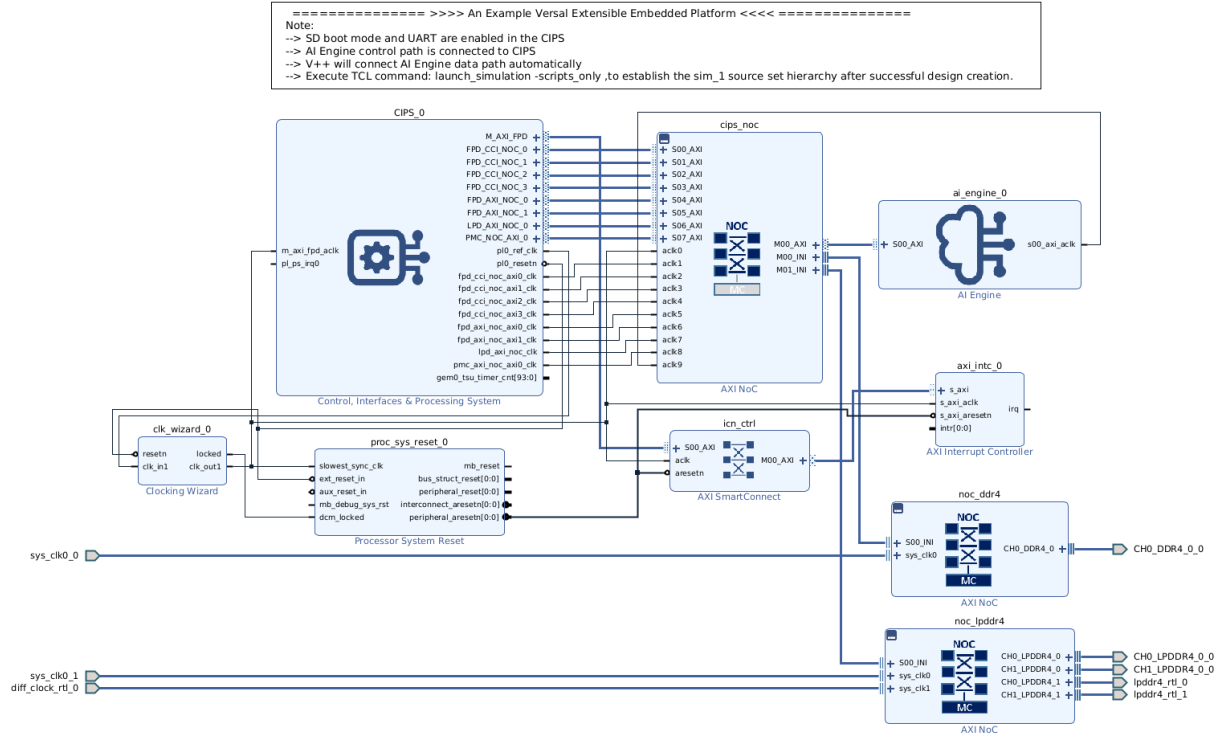 =============== >>>> An Example Versal Extensible Embedded Platform <<<< ===============
Note:
--> SD boot mode and UART are enabled in the CIPS
--> AI Engine control path is connected to CIPS
--> V++ will connect AI Engine data path automatically
--> Execute TCL command: launch_simulation -scripts_only ,to establish the sim_1 source set hierarchy after successful design creation.
CIPS_0
M_AXI_FPD
FPD_CCI_NOC_0
FPD_CCI_NOC_1
FPD_CCI_NOC_2
FPD_CCI_NOC_3
FPD_AXI_NOC_0
FPD_AXI_NOC_1
LPD_AXI_NOC_0
PMC_NOC_AXI_0
m_axi_fpd_aclk
pl0_ref_clk
pl_ps_irq0
pl0_resetn
fpd_cci_noc_axi0_clk
fpd_cci_noc_axi1_clk
fpd_cci_noc_axi2_clk
fpd_cci_noc_axi3_clk
fpd_axi_noc_axi0_clk
fpd_axi_noc_axi1_clk
lpd_axi_noc_clk
pmc_axi_noc_axi0_clk
gem0_tsu_timer_cnt[93:0]
Control, Interfaces & Processing System
cips_noc
S00_AXI
S01_AXI
S02_AXI
S03_AXI
S04_AXI
S05_AXI
S06_AXI
S07_AXI
aclk0
aclk1
aclk2
aclk3
aclk4
aclk5
aclk6
aclk7
aclk8
aclk9
NOC
MC
M00_AXI
M00_INI
M01_INI
AXI NoC
ai_engine_0
S00_AXI
s00_axi_aclk
AI Engine
axi_intc_0
s_axi
s_axi_aclk
s_axi_aresetn
intr[0:0]
irq
AXI Interrupt Controller
clk_wizard_0
resetn
clk_in1
locked
clk_out1
Clocking Wizard
proc_sys_reset_0
slowest_sync_clk
ext_reset_in
aux_reset_in
mb_debug_sys_rst
dcm_locked
mb_reset
bus_struct_reset[0:0]
peripheral_reset[0:0]
interconnect_aresetn[0:0]
peripheral_aresetn[0:0]
Processor System Reset
icn_ctrl
S00_AXI
aclk
aresetn
M00_AXI
AXI SmartConnect
noc_ddr4
NOC
MC
S00_INI
sys_clk0
CH0_DDR4_0
AXI NoC
sys_clk0_0
CH0_DDR4_0_0
noc_lpddr4
NOC
MC
S00_INI
sys_clk0
sys_clk1
CH0_LPDDR4_0
CH1_LPDDR4_0
CH0_LPDDR4_1
CH1_LPDDR4_1
AXI NoC
sys_clk0_1
diff_clock_rtl_0
CH0_LPDDR4_0_0
CH1_LPDDR4_0_0
lpddr4_rtl_0
lpddr4_rtl_1